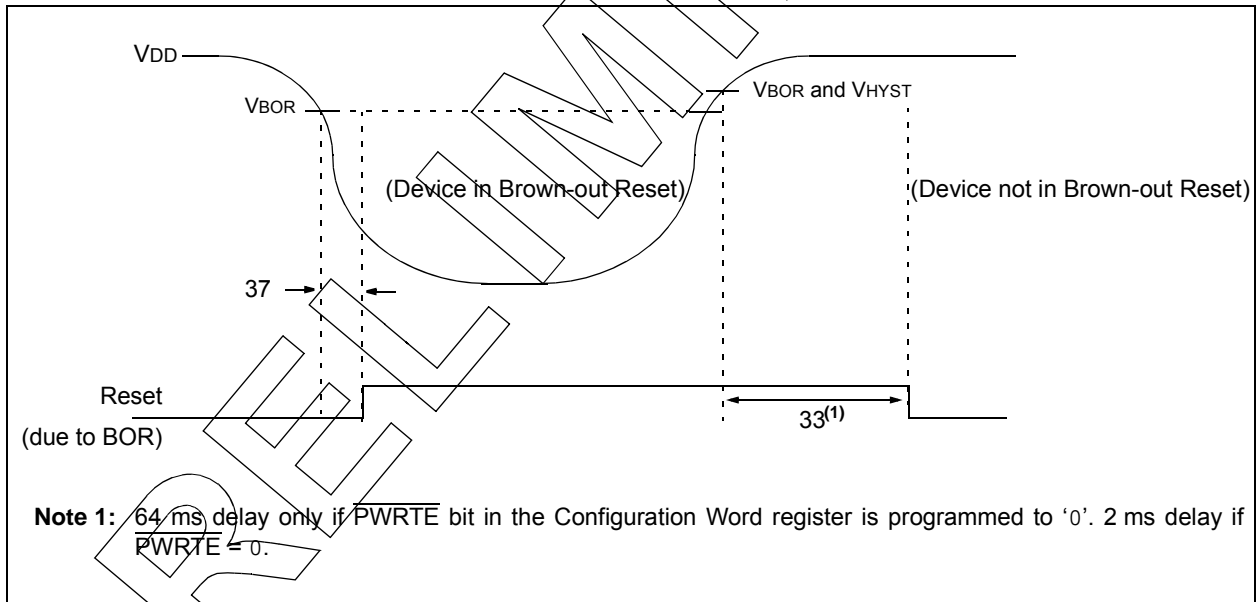 VDD
VBOR
VBOR and VHYST
(Device in Brown-out Reset)
(Device not in Brown-out Reset)
37
Reset
(due to BOR)
33(1)
Note 1: 64 ms delay only if PWRTE bit in the Configuration Word register is programmed to ‘0’. 2 ms delay if
PWRTE = 0.